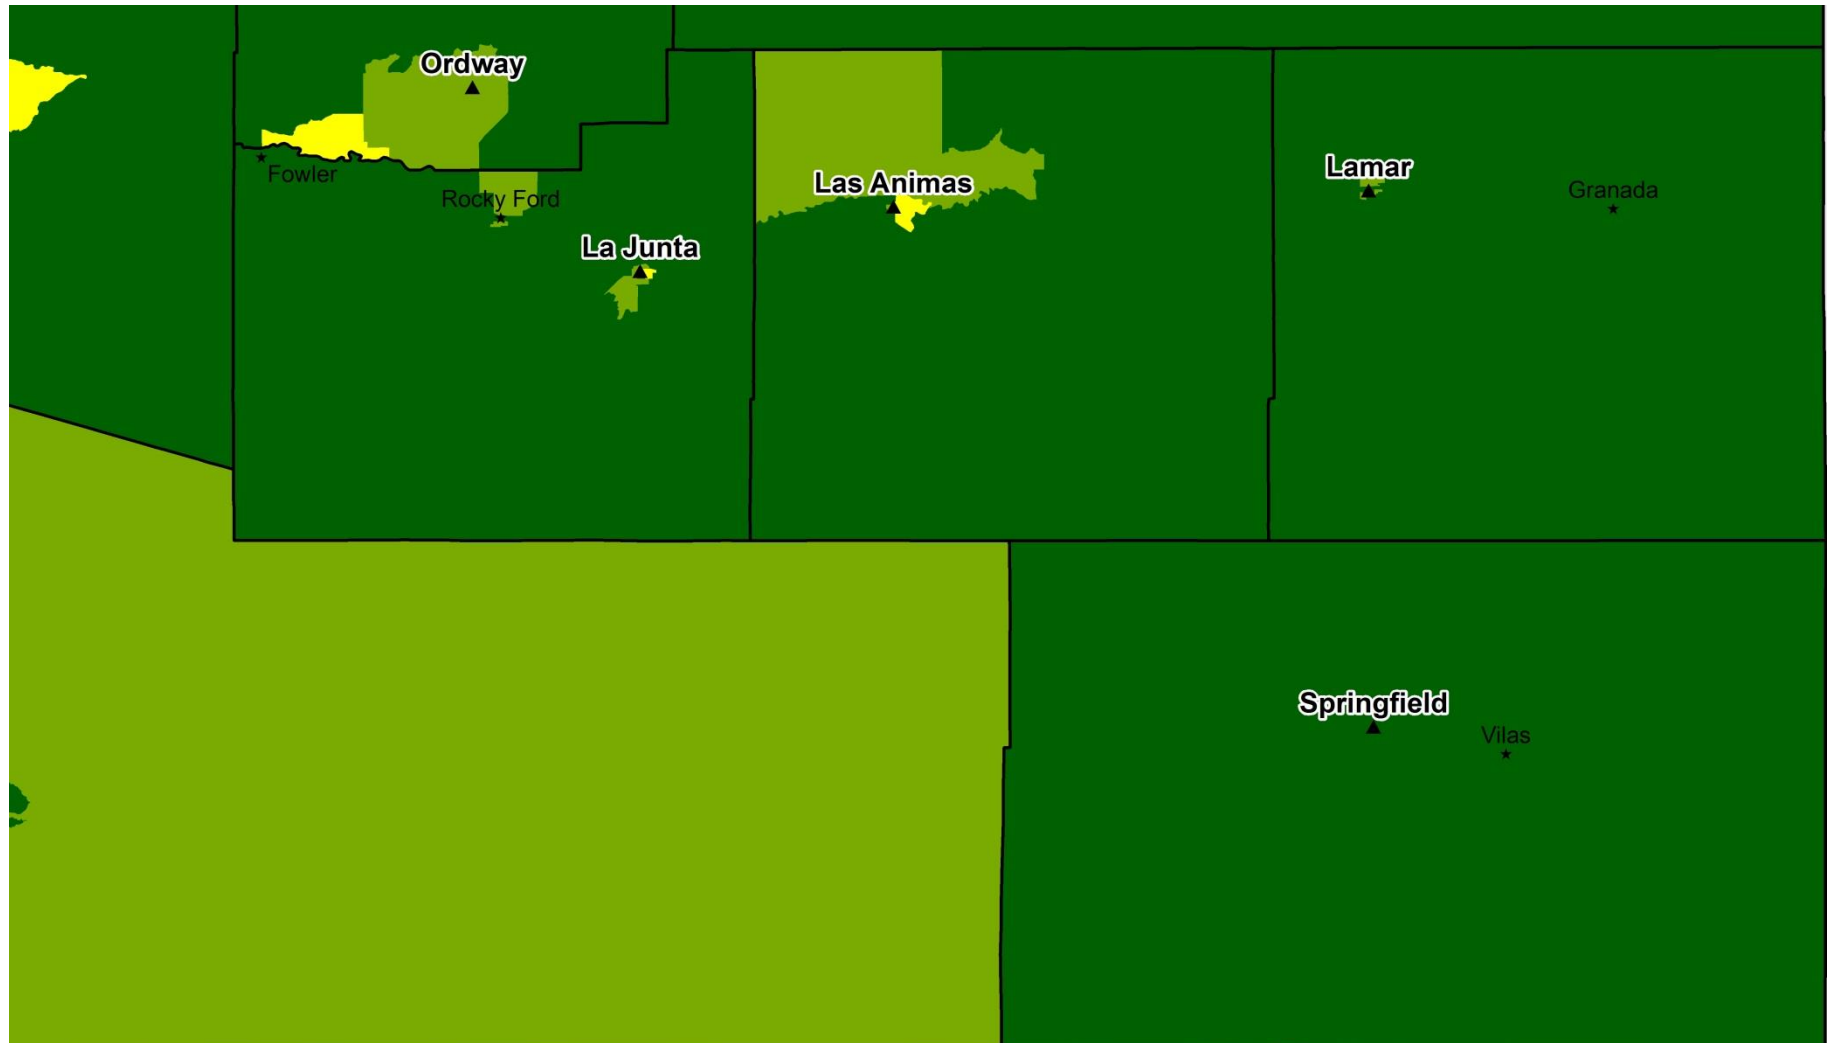 Ordway
Fowler
Rocky Ford
Las Animas
Lamar
Granada
La Junta
Springfield
Vilas